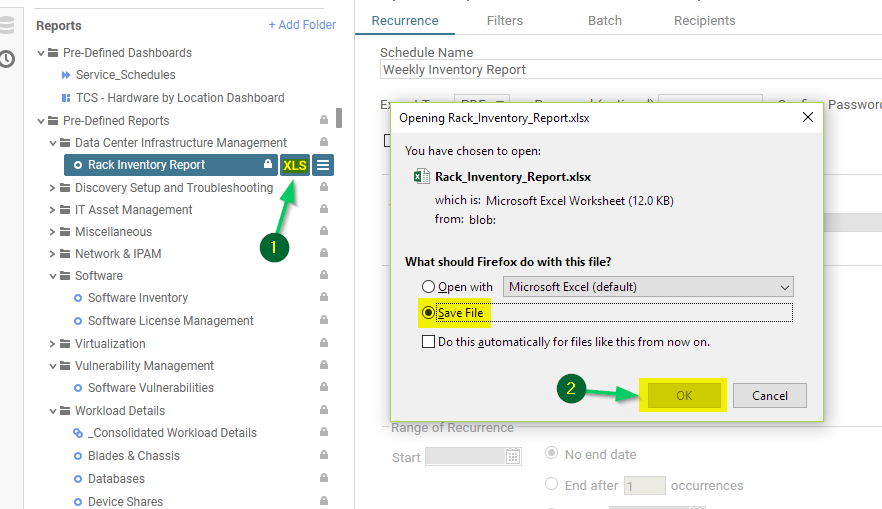 Reports
+ Add Folder
Pre-Defined Dashboards
Service_Schedules
TCS - Hardware by Location Dashboard
Pre-Defined Reports
Data Center Infrastructure Management
Rack Inventory Report XLS
1
Discovery Setup and Troubleshooting
IT Asset Management
Miscellaneous
Network & IPAM
Software
Software Inventory
Software License Management
Virtualization
Vulnerability Management
Software Vulnerabilities
Workload Details
_Consolidated Workload Details
Blades & Chassis
Databases
Device Shares
Recurrence Filters Batch Recipients
Schedule Name
Weekly Inventory Report
Password
Opening Rack_Inventory_Report.xlsx
You have chosen to open:
Rack_Inventory_Report.xlsx
which is: Microsoft Excel Worksheet (12.0 KB)
from: blob:
What should Firefox do with this file?
Open with Microsoft Excel (default)
Save File
Do this automatically for files like this from now on.
2
OK Cancel
Range of Recurrence
Start
No end date
End after 1 occurrences